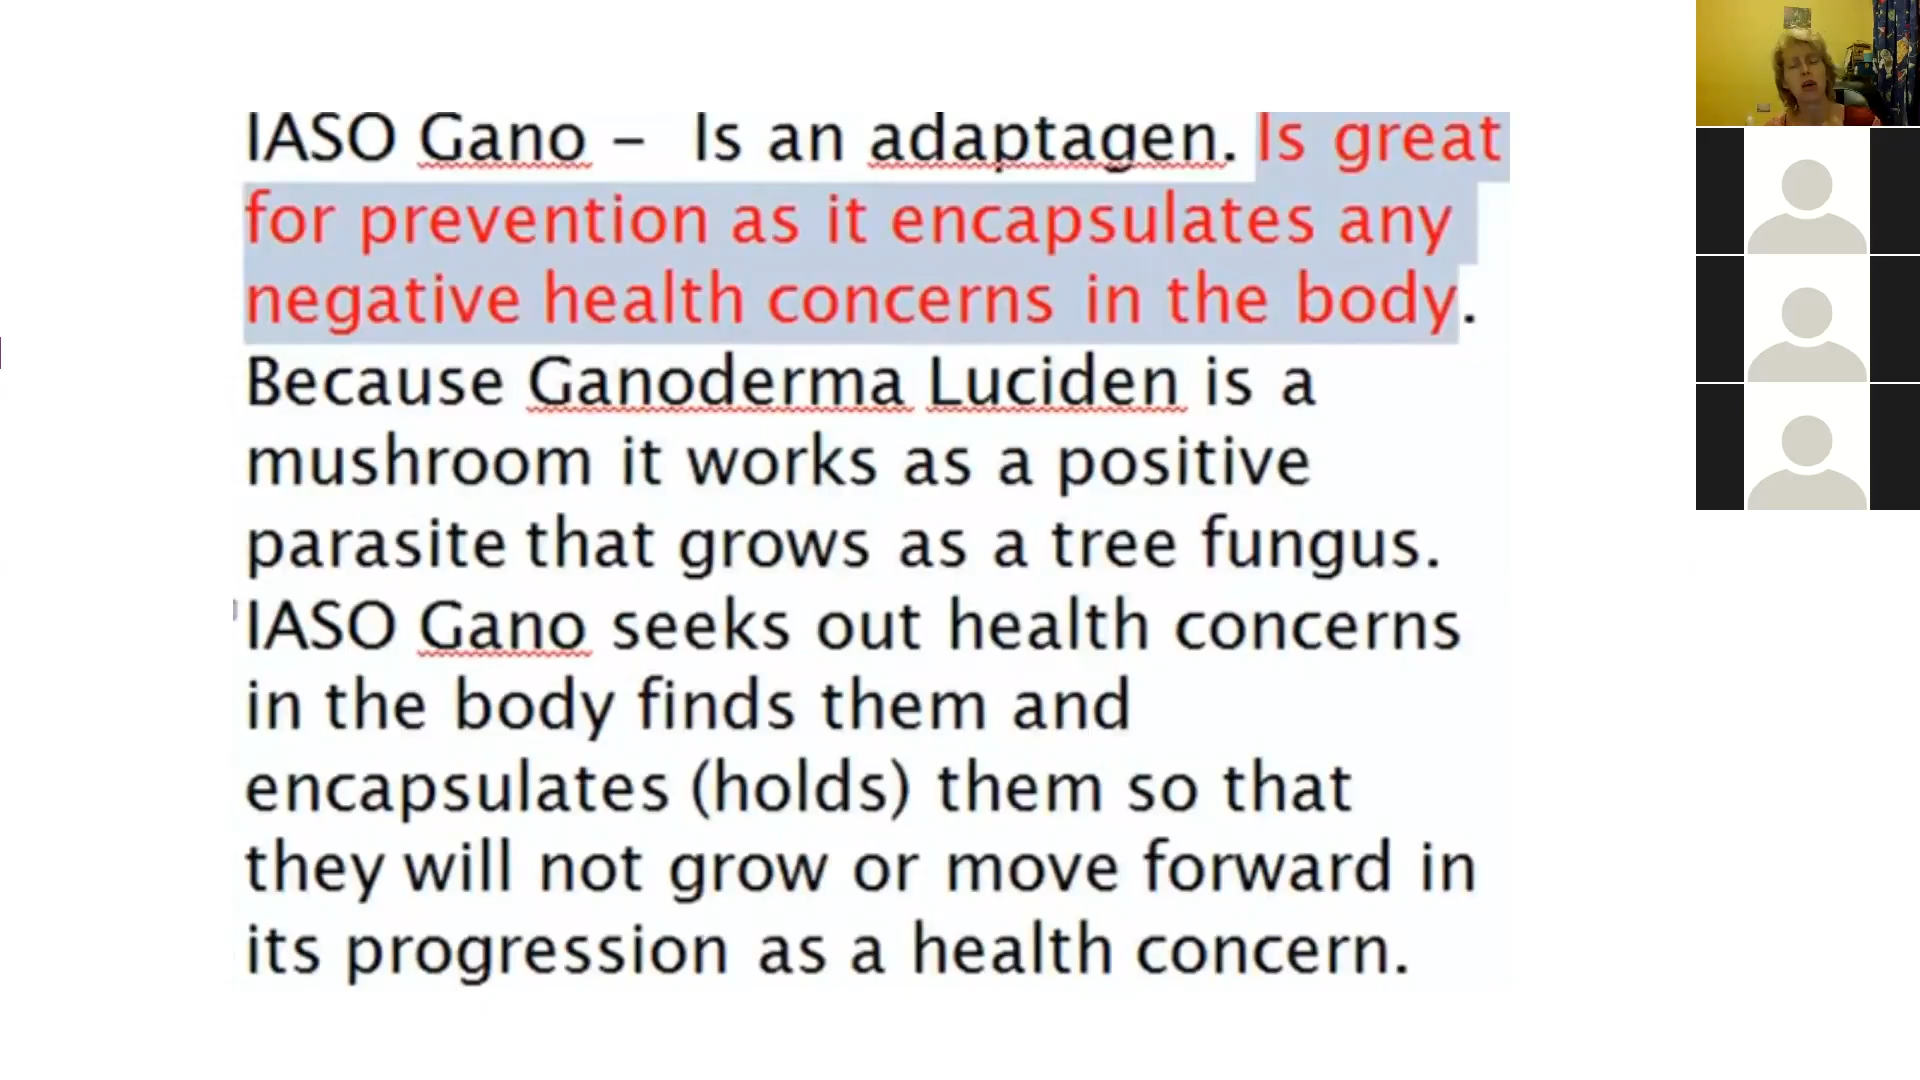 IASO Gano – Is an adaptagen. Is great
for prevention as it encapsulates any
negative health concerns in the body.
Because Ganoderma Luciden is a
mushroom it works as a positive
parasite that grows as a tree fungus.
IASO Gano seeks out health concerns
in the body finds them and
encapsulates (holds) them so that
they will not grow or move forward in
its progression as a health concern.